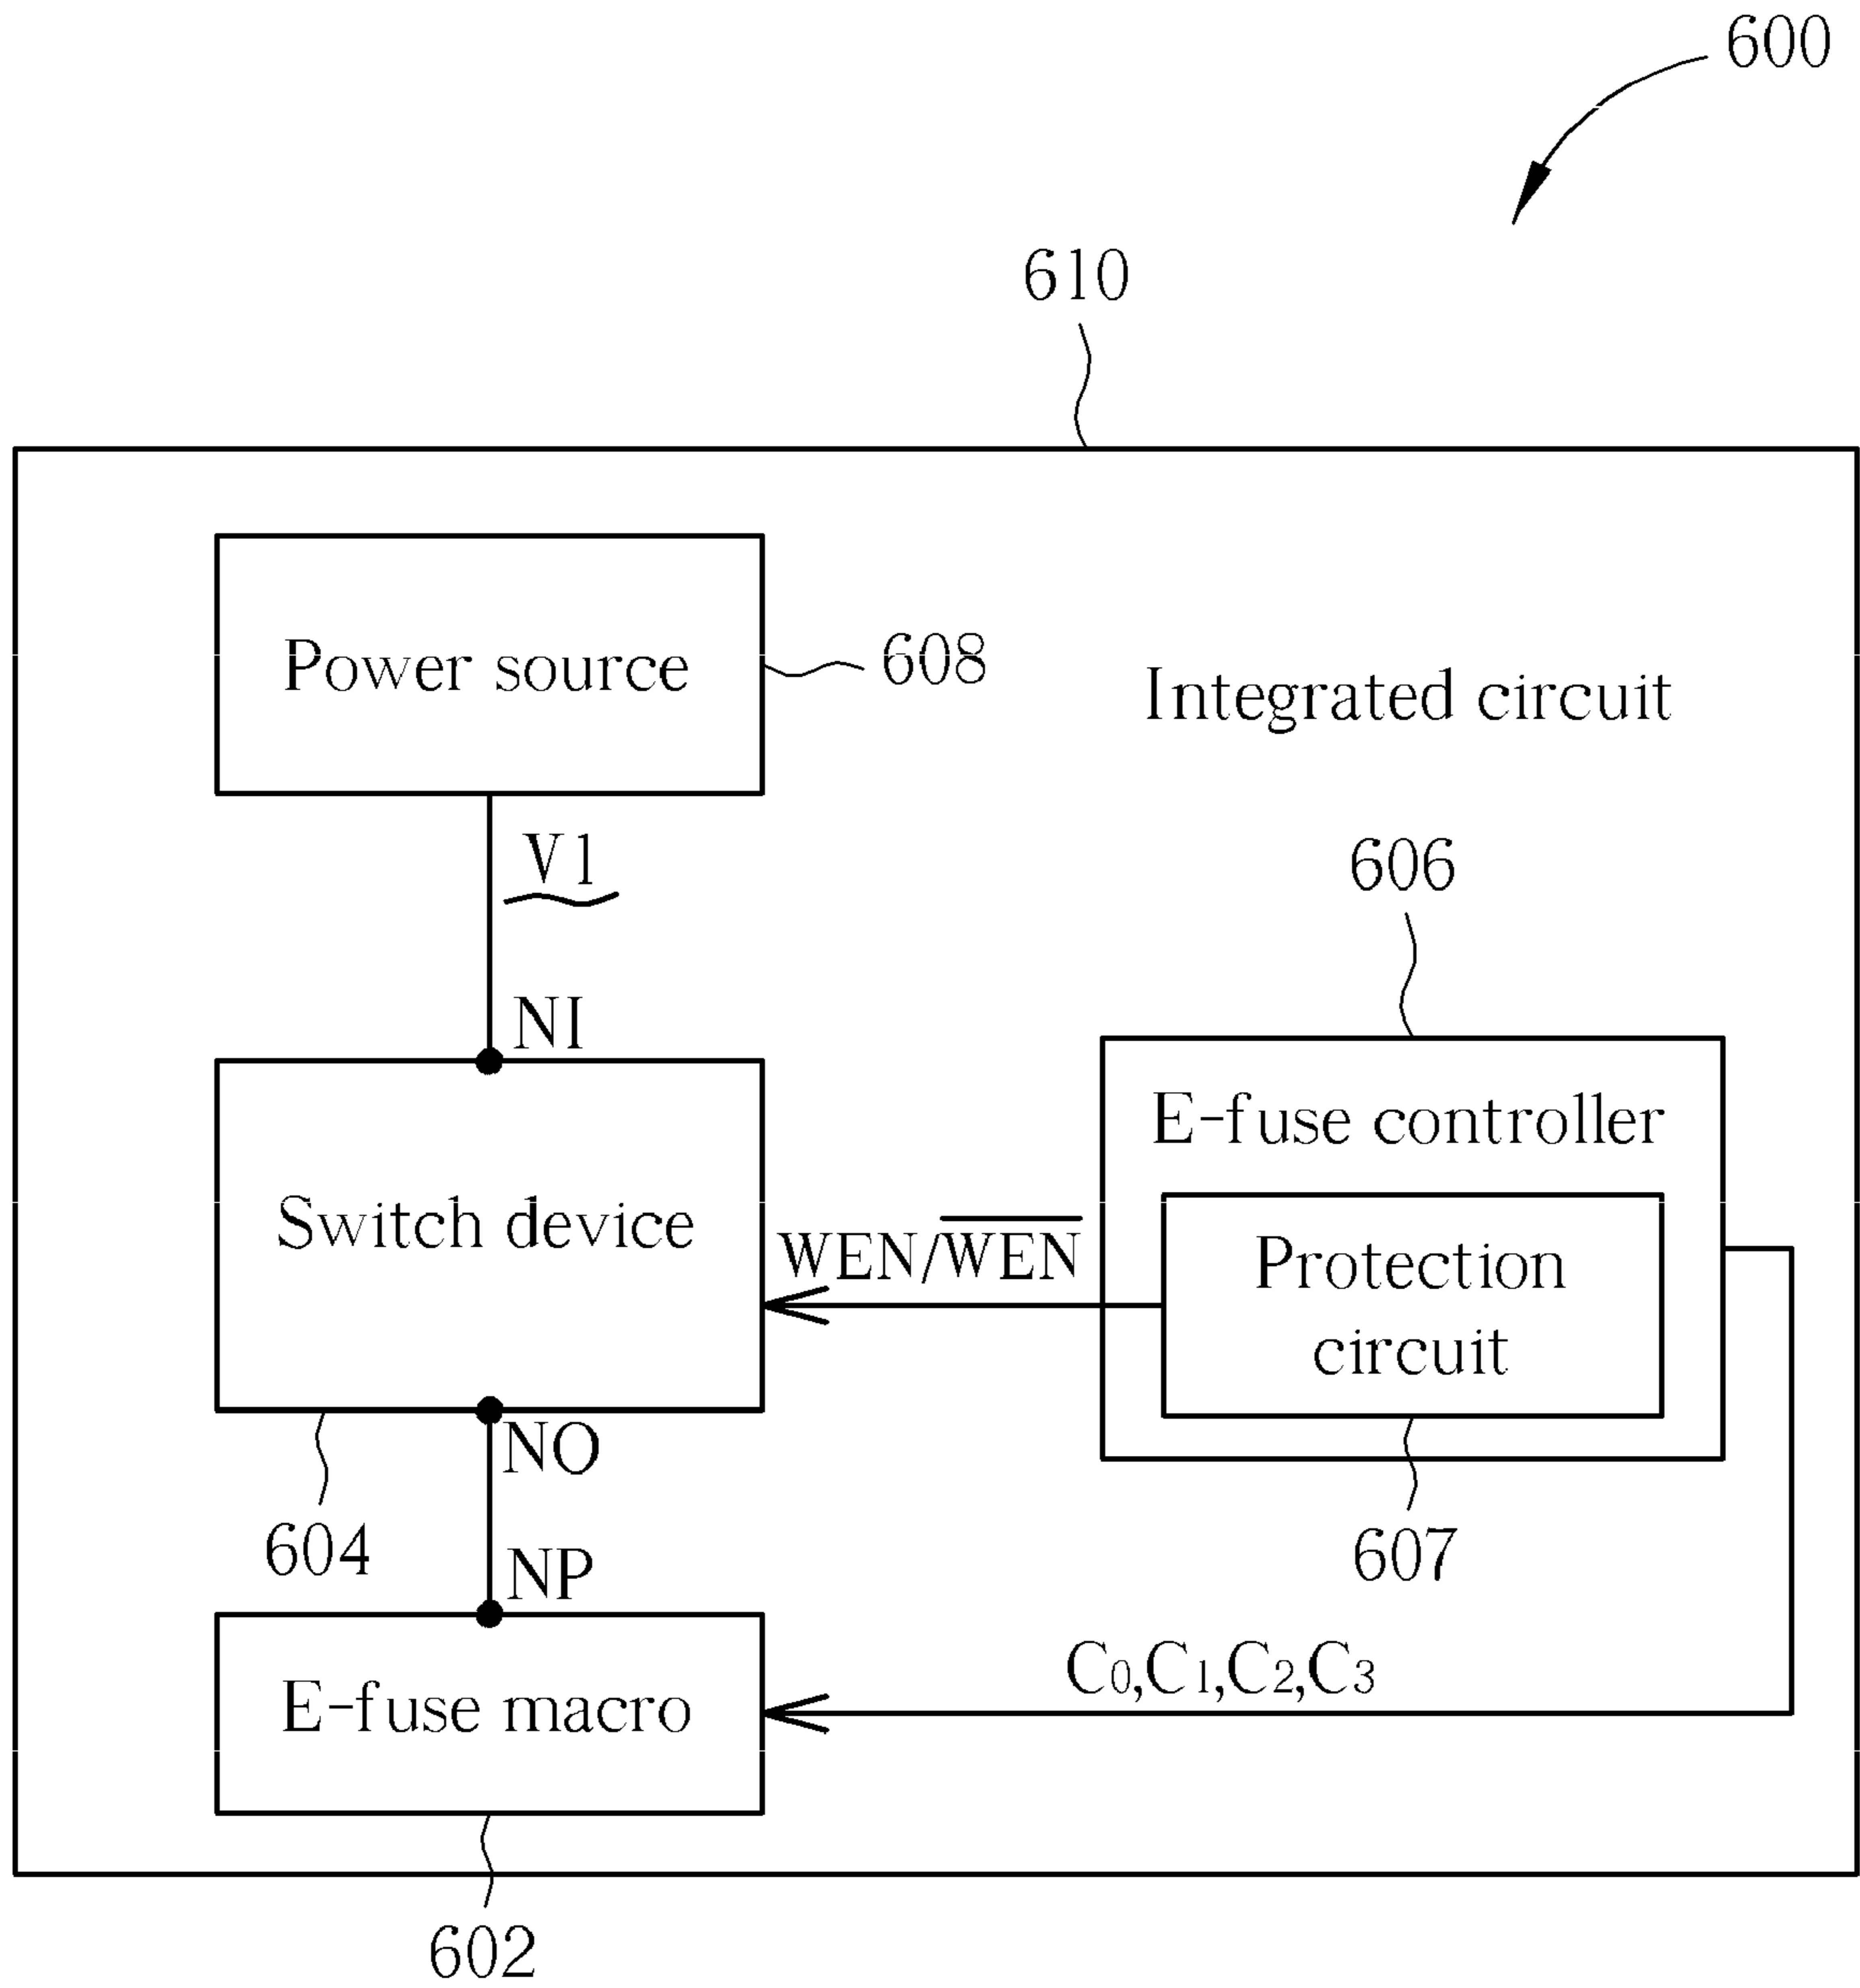 600
610
Power source
608
Integrated circuit
V1
606
NI
E-fuse controller
Switch device
WEN/W̅E̅N̅
Protection
circuit
NO
604
607
NP
C₀,C₁,C₂,C₃
E-fuse macro
602